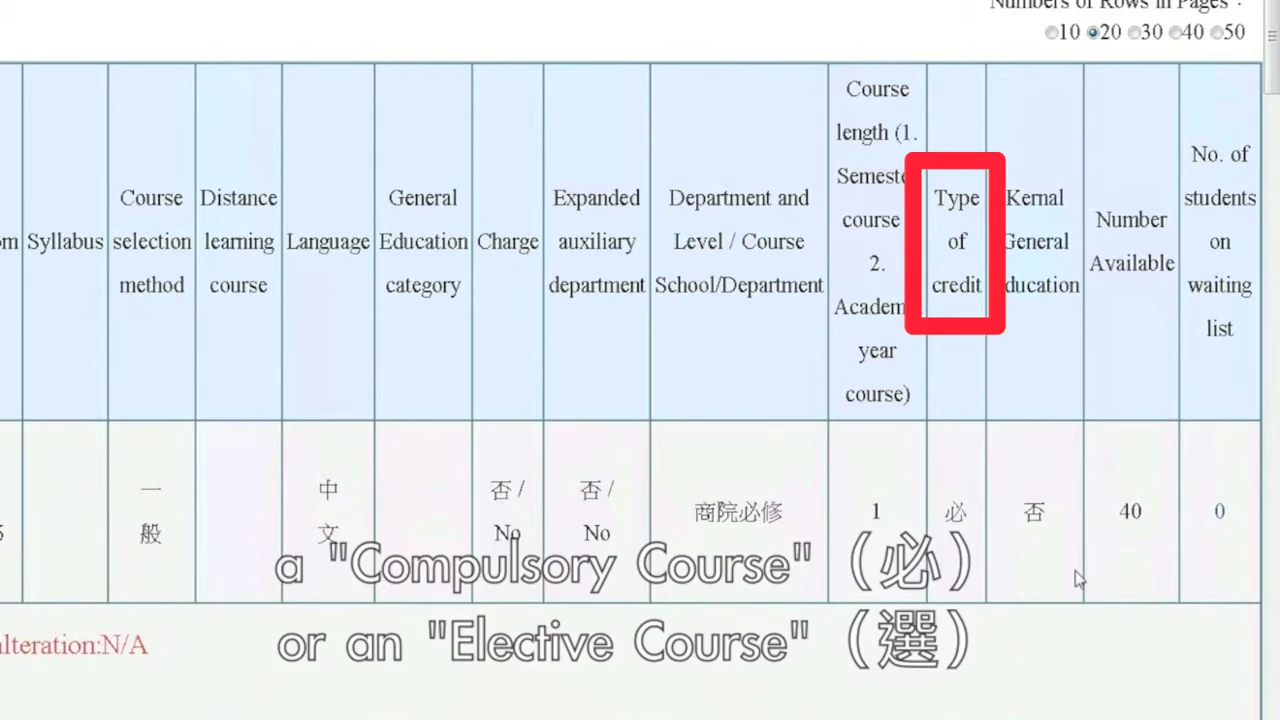 Numbers of Rows in Pages：
10 20 30 40 50
Syllabus
Course
selection
method
Distance
learning
course
Language
General
Education
category
Charge
Expanded
auxiliary
department
Department and
Level / Course
School/Department
Course
length (1.
Semeste
course
2.
Academ
year
course)
Type
of
credit
Kernal
General
ducation
Number
Available
No. of
students
on
waiting
list
一
般
中
文
否 /
No
否 /
No
商院必修
1
必
否
40
0
a "Compulsory Course"（必）
or an "Elective Course"（選）
lteration:N/A